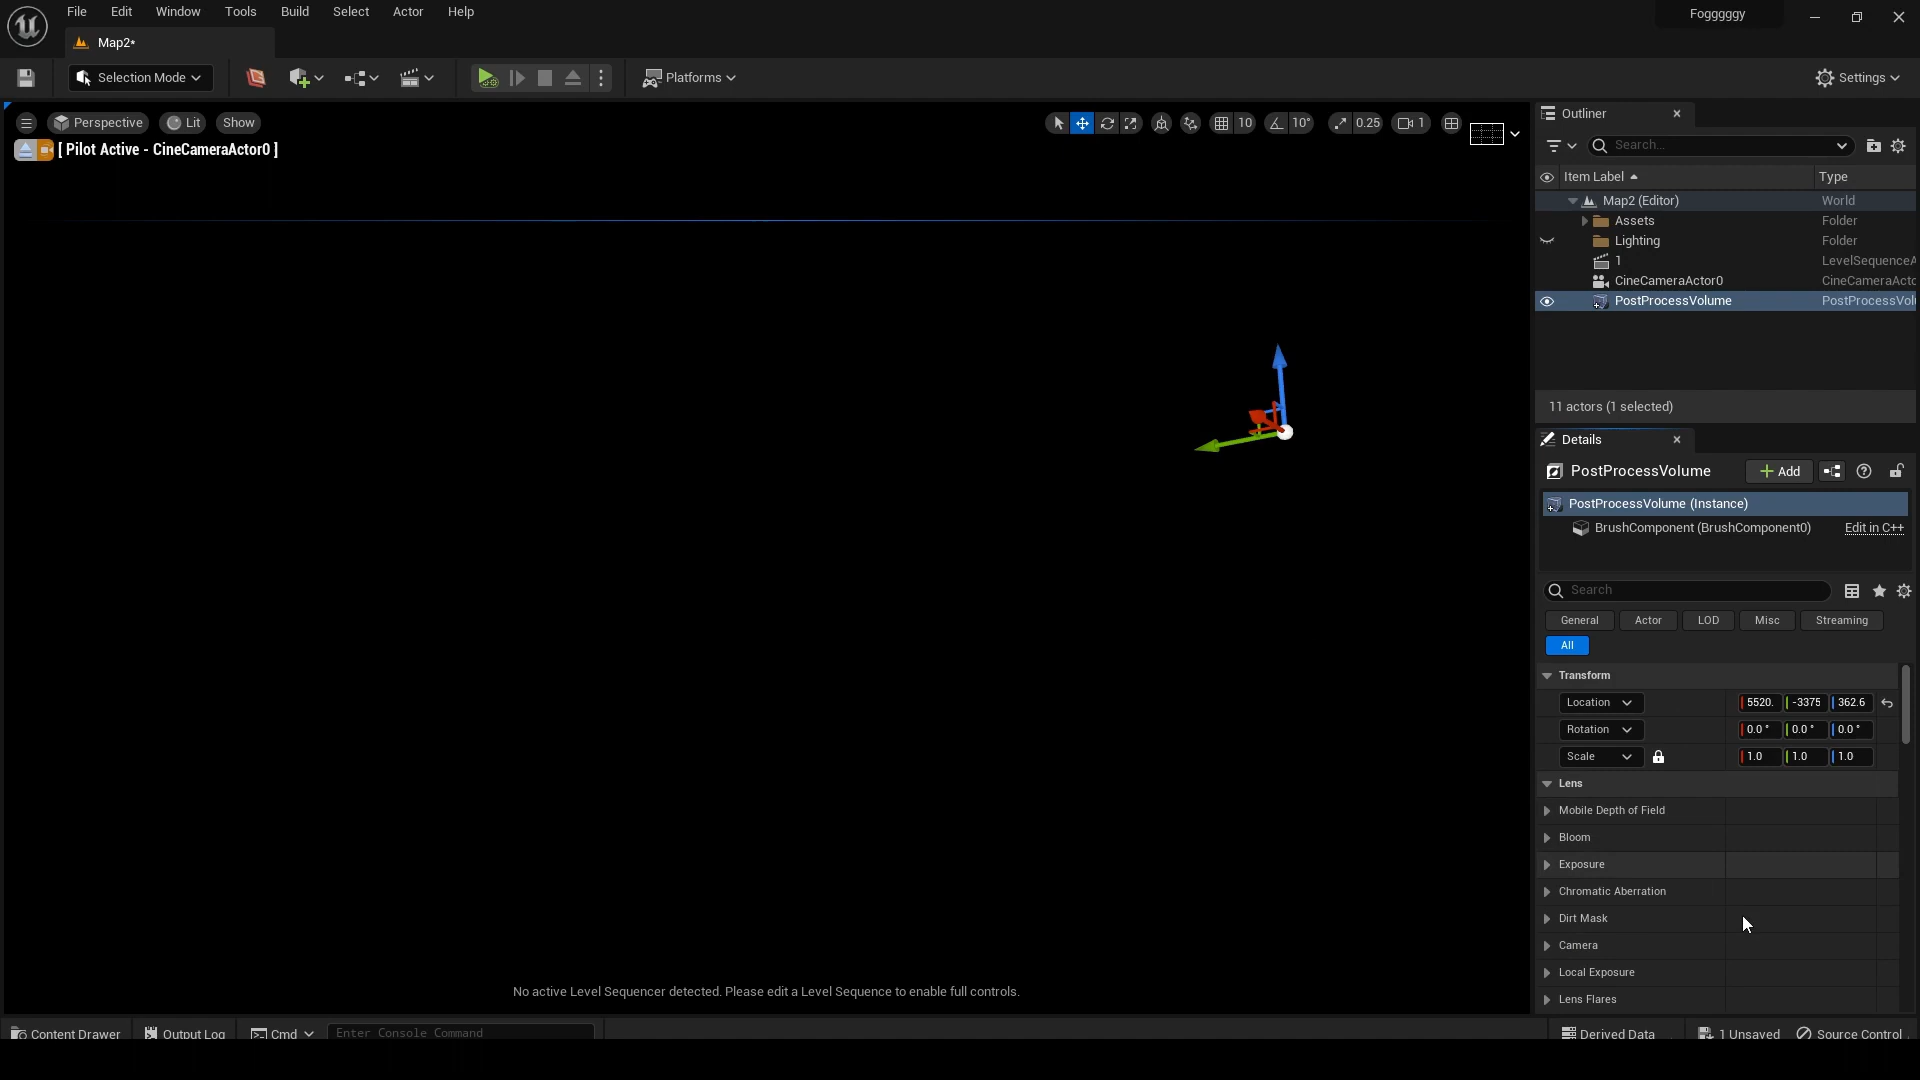 File Edit Window Tools Build Select Actor Help
Fogggggy
Map2*
Selection Mode
Platforms
Settings
Perspective Lit Show
10 10° 0.25 1
[ Pilot Active - CineCameraActor0 ]
No active Level Sequencer detected. Please edit a Level Sequence to enable full controls.
Outliner
Search...
Item Label Type
Map2 (Editor) World
Assets Folder
Lighting Folder
1 LevelSequenceA
CineCameraActor0 CineCameraActo
PostProcessVolume PostProcessVol
11 actors (1 selected)
Details
PostProcessVolume Add
PostProcessVolume (Instance)
BrushComponent (BrushComponent0) Edit in C++
Search
General Actor LOD Misc Streaming
All
Transform
Location 5520. -3375 362.6
Rotation 0.0° 0.0° 0.0°
Scale 1.0 1.0 1.0
Lens
Mobile Depth of Field
Bloom
Exposure
Chromatic Aberration
Dirt Mask
Camera
Local Exposure
Lens Flares
Content Drawer Output Log Cmd Enter Console Command Derived Data 1 Unsaved Source Control